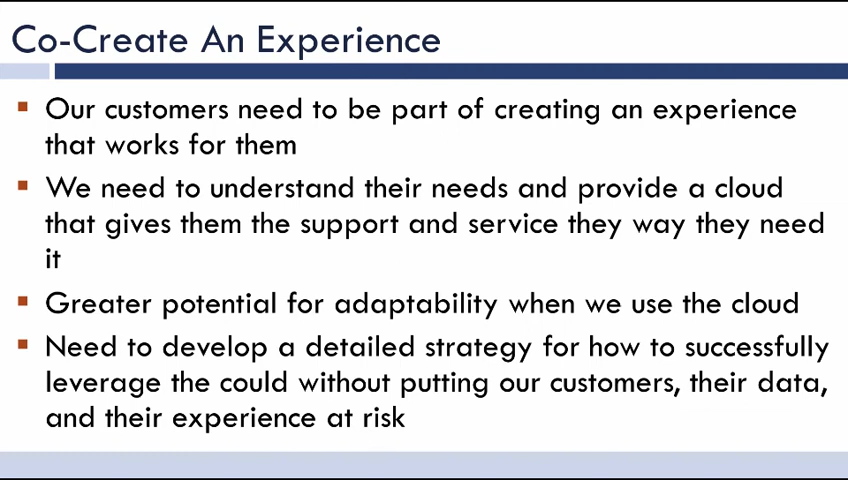 Co-Create An Experience
Our customers need to be part of creating an experience
that works for them
We need to understand their needs and provide a cloud
that gives them the support and service they way they need
it
Greater potential for adaptability when we use the cloud
Need to develop a detailed strategy for how to successfully
leverage the could without putting our customers, their data,
and their experience at risk